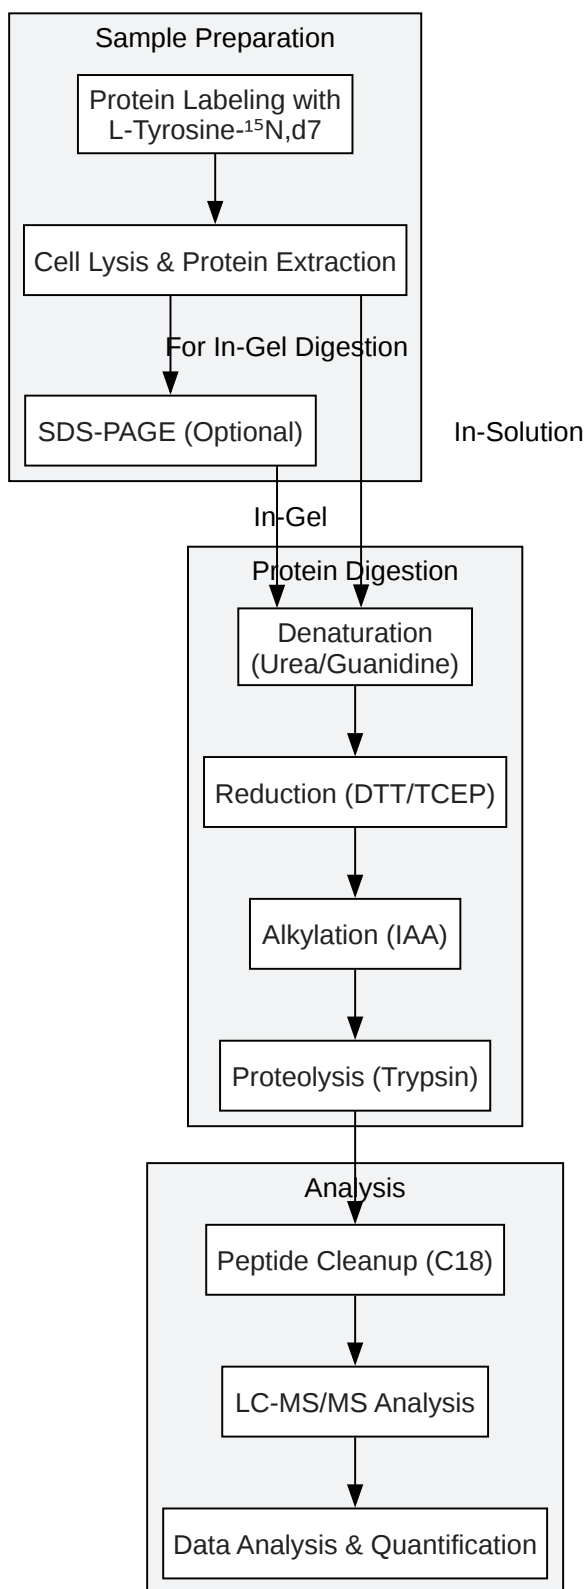 Sample Preparation
Protein Labeling with
L-Tyrosine-¹⁵N,d7
Cell Lysis & Protein Extraction
For In-Gel Digestion
SDS-PAGE (Optional)
In-Solution
In-Gel
Protein Digestion
Denaturation
(Urea/Guanidine)
Reduction (DTT/TCEP)
Alkylation (IAA)
Proteolysis (Trypsin)
Analysis
Peptide Cleanup (C18)
LC-MS/MS Analysis
Data Analysis & Quantification